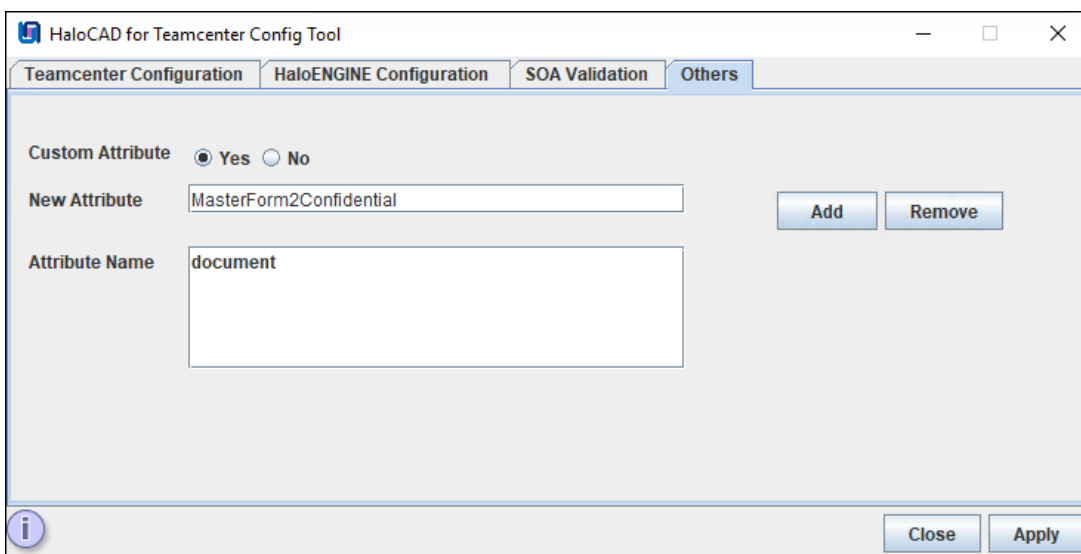 HaloCAD for Teamcenter Config Tool
Teamcenter Configuration HaloENGINE Configuration SOA Validation Others
Custom Attribute Yes No
New Attribute MasterForm2Confidential Add Remove
Attribute Name document
i
Close Apply